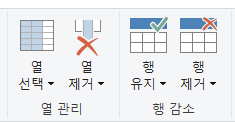 열 열 행 행
선택 제거 유지 제거
열 관리 행 감소